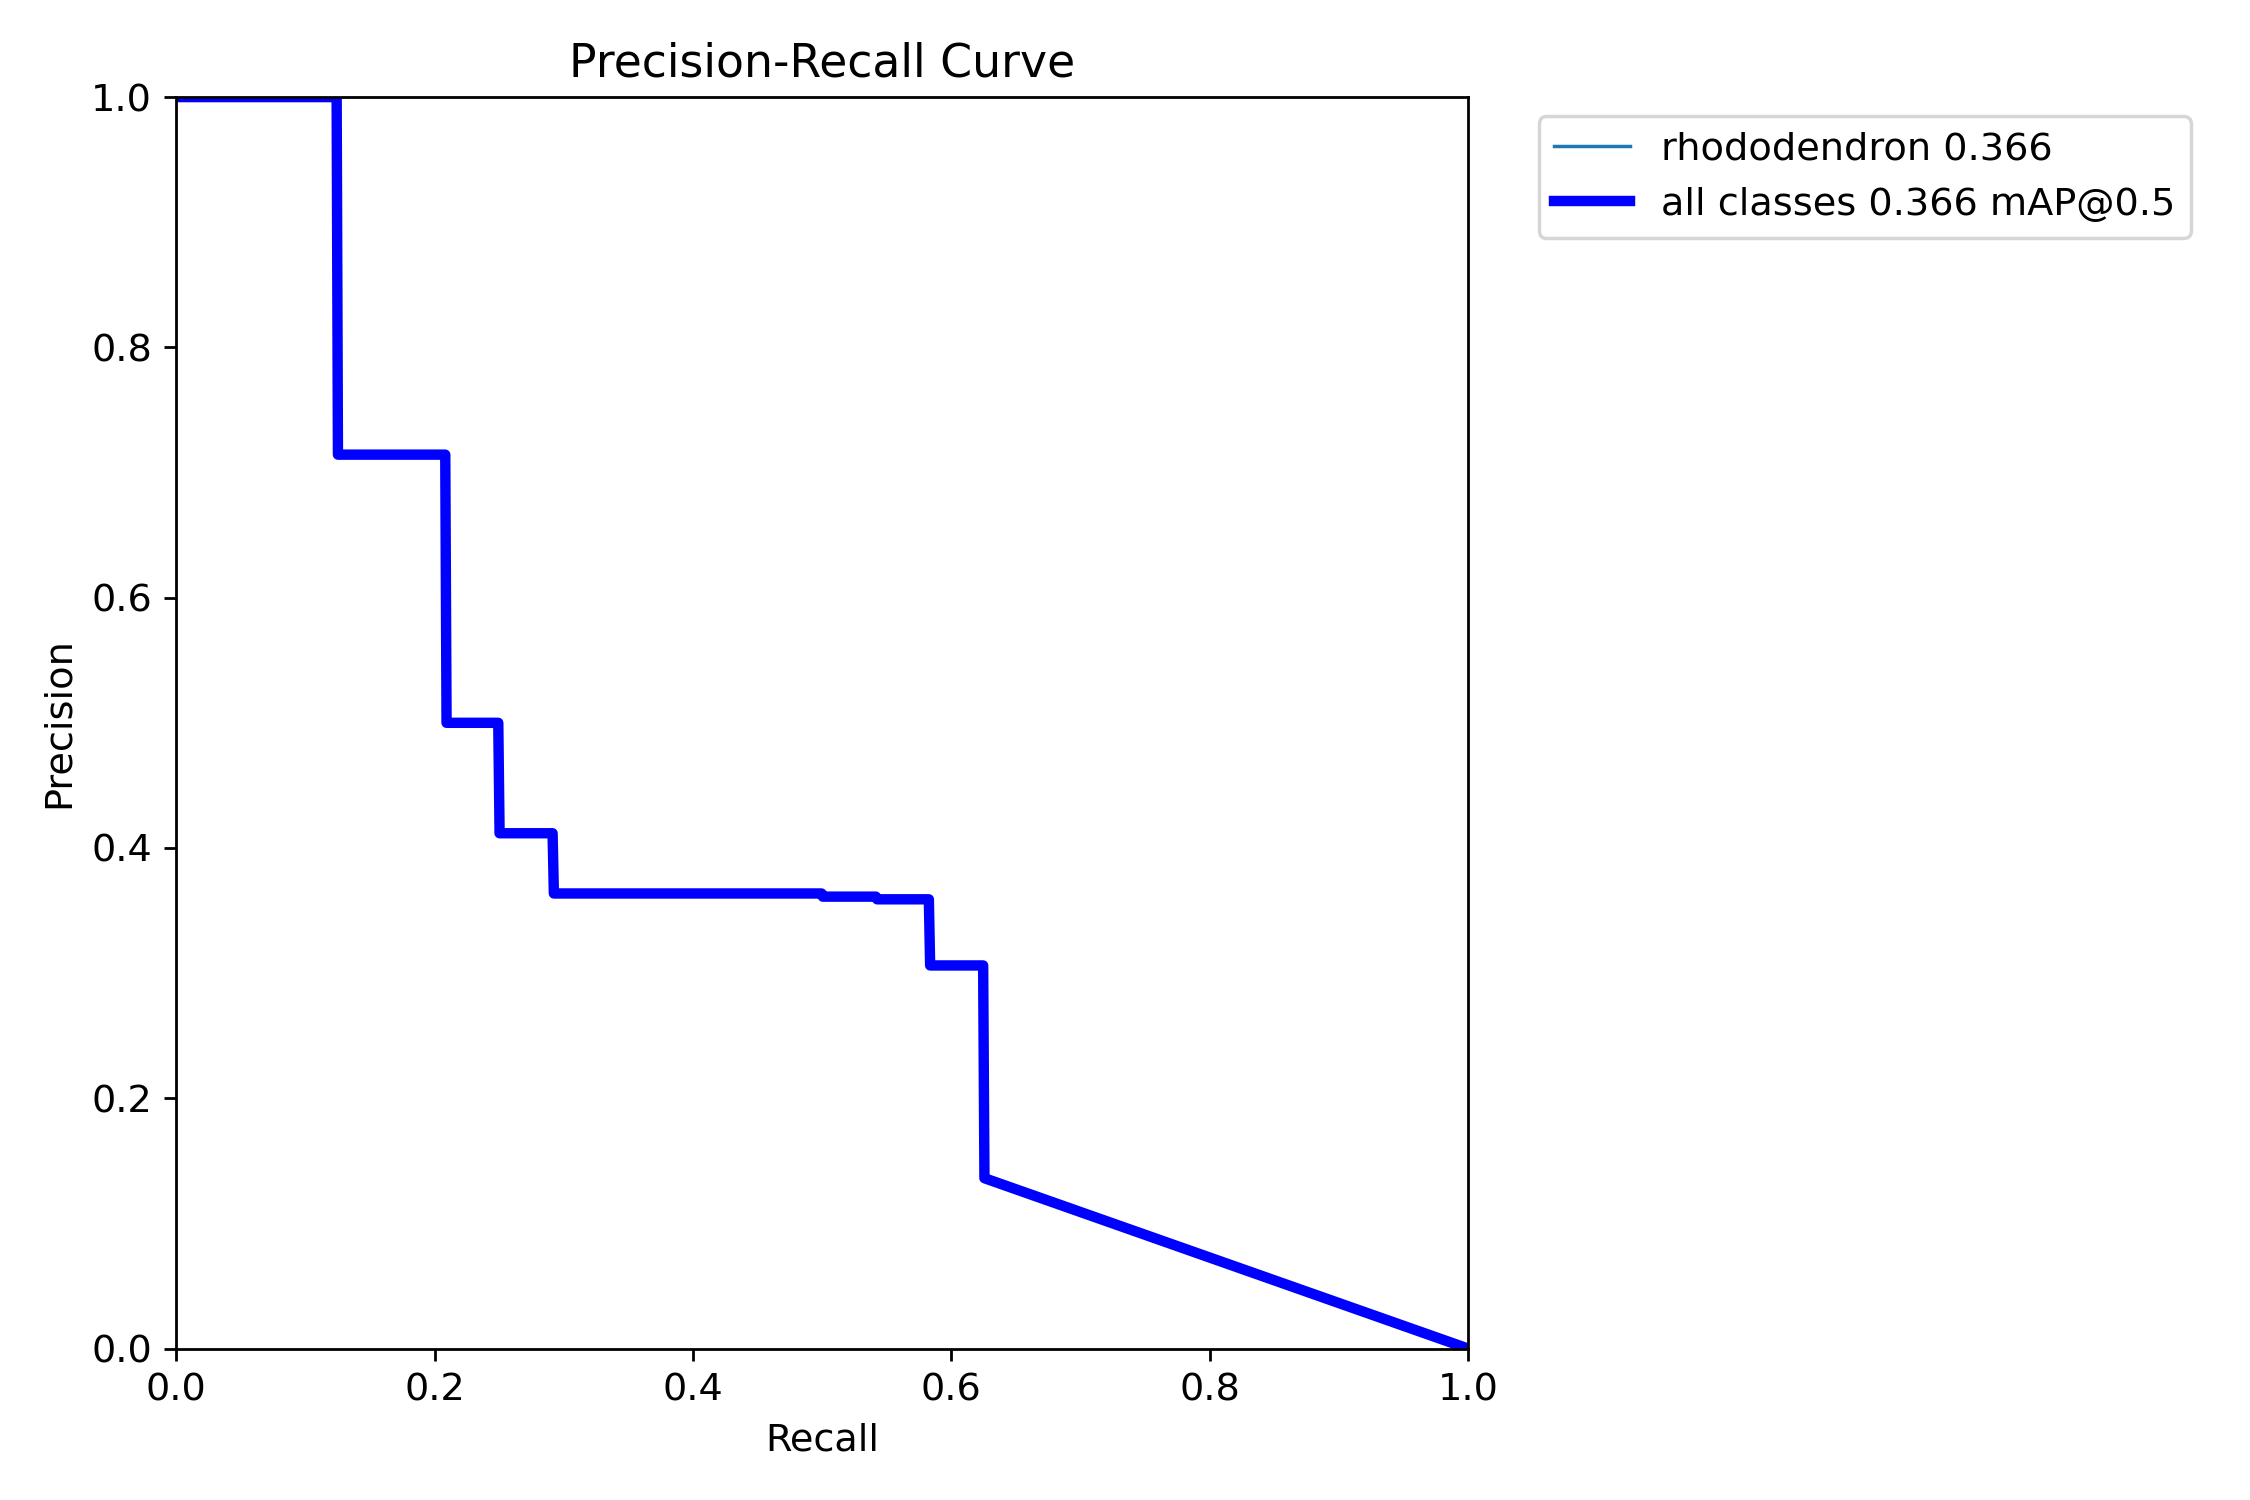 Precision-Recall Curve
1.0
0.8
0.6
0.4
0.2
0.0
Precision
0.0 0.2 0.4 0.6 0.8 1.0
Recall
rhododendron 0.366
all classes 0.366 mAP@0.5